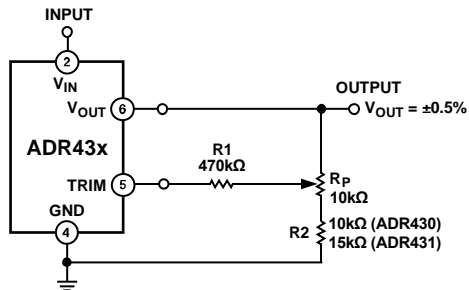 INPUT
2
VIN
VOUT
6
OUTPUT
VOUT = ±0.5%
ADR43x
R1
470kΩ
TRIM
5
RP
10kΩ
GND
4
R2
10kΩ (ADR430)
15kΩ (ADR431)